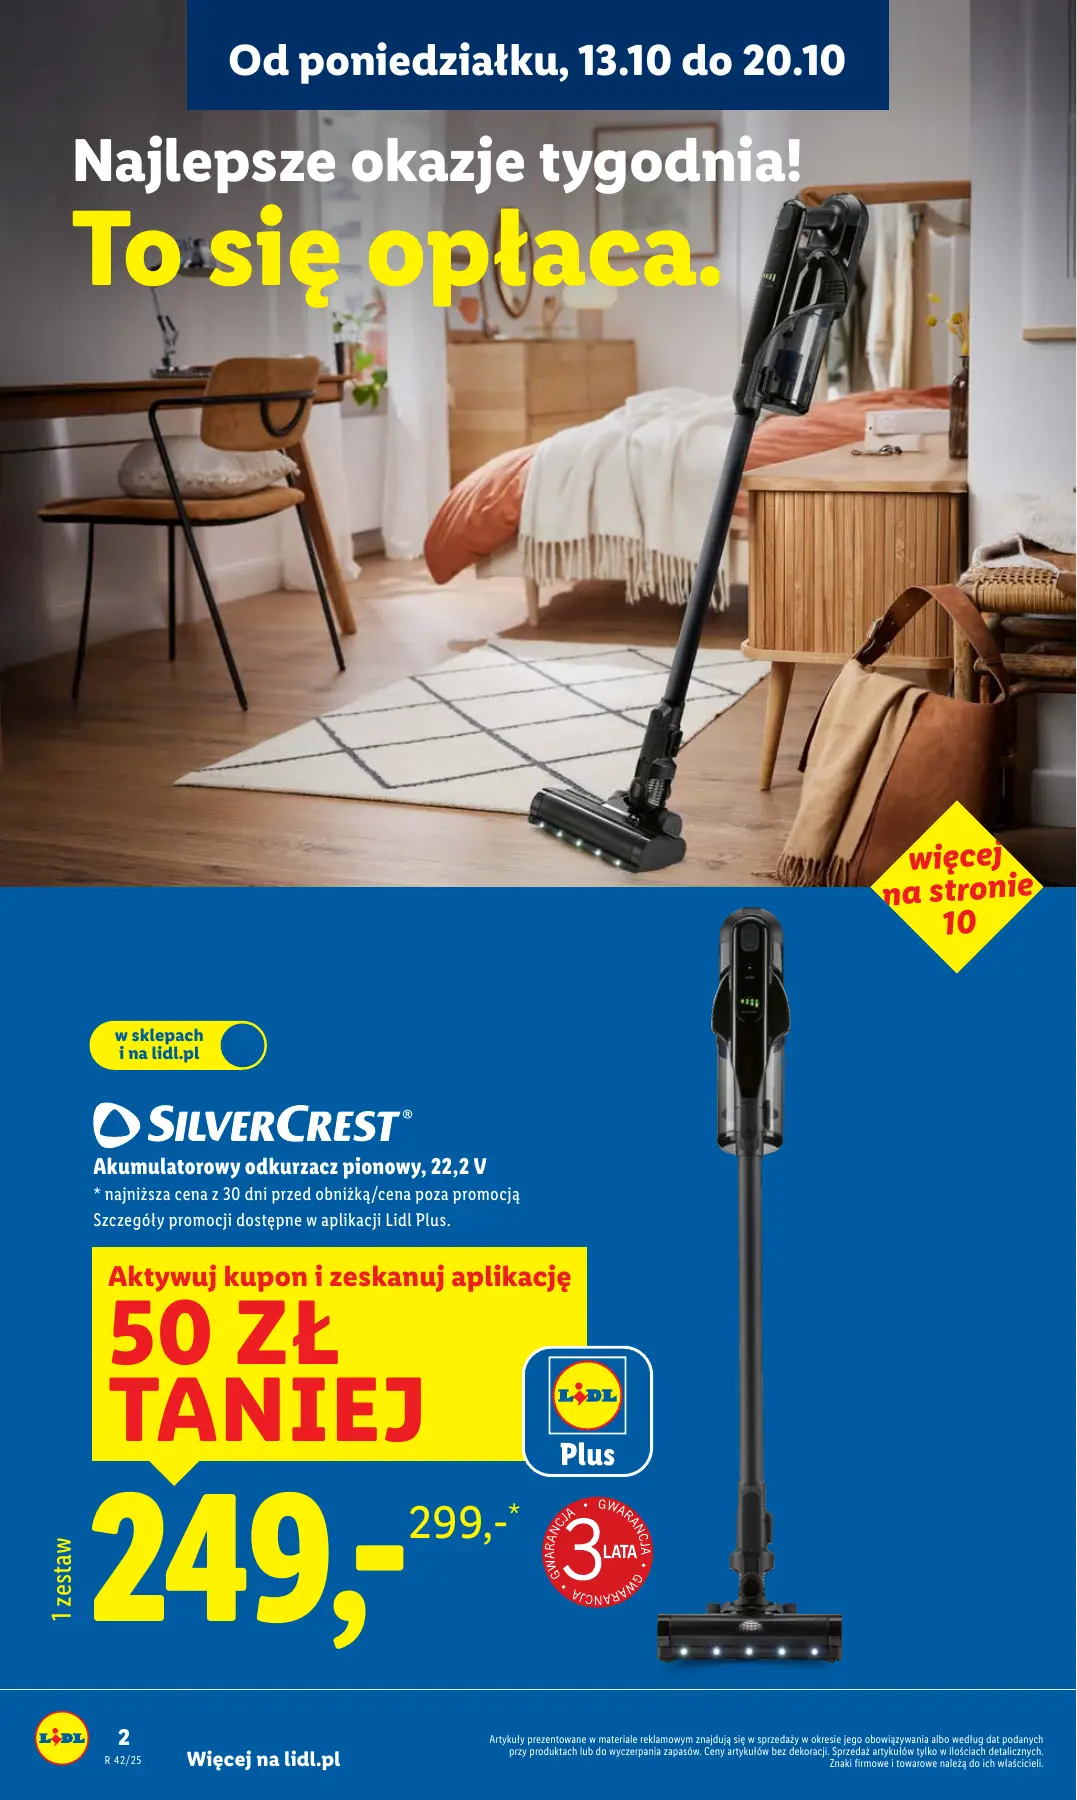 Od poniedziałku, 13.10 do 20.10
Najlepsze okazje tygodnia!
To się opłaca.
więcej
na stronie
10
w sklepach
i na lidl.pl
SILVERCREST®
Akumulatorowy odkurzacz pionowy, 22,2 V
* najniższa cena z 30 dni przed obniżką/cena poza promocją
Szczegóły promocji dostępne w aplikacji Lidl Plus.
Aktywuj kupon i zeskanuj aplikację
50 ZŁ
TANIEJ
LIDL
Plus
1 zestaw
249,-
299,-*
GWARANCJA • GWARANCJA • GWARANCJA •
3 LATA
LIDL
2
R 42/25
Więcej na lidl.pl
Artykuły prezentowane w materiale reklamowym znajdują się w sprzedaży w okresie jego obowiązywania albo według dat podanych
przy produktach lub do wyczerpania zapasów. Ceny artykułów bez dekoracji. Sprzedaż artykułów tylko w ilościach detalicznych.
Znaki firmowe i towarowe należą do ich właścicieli.